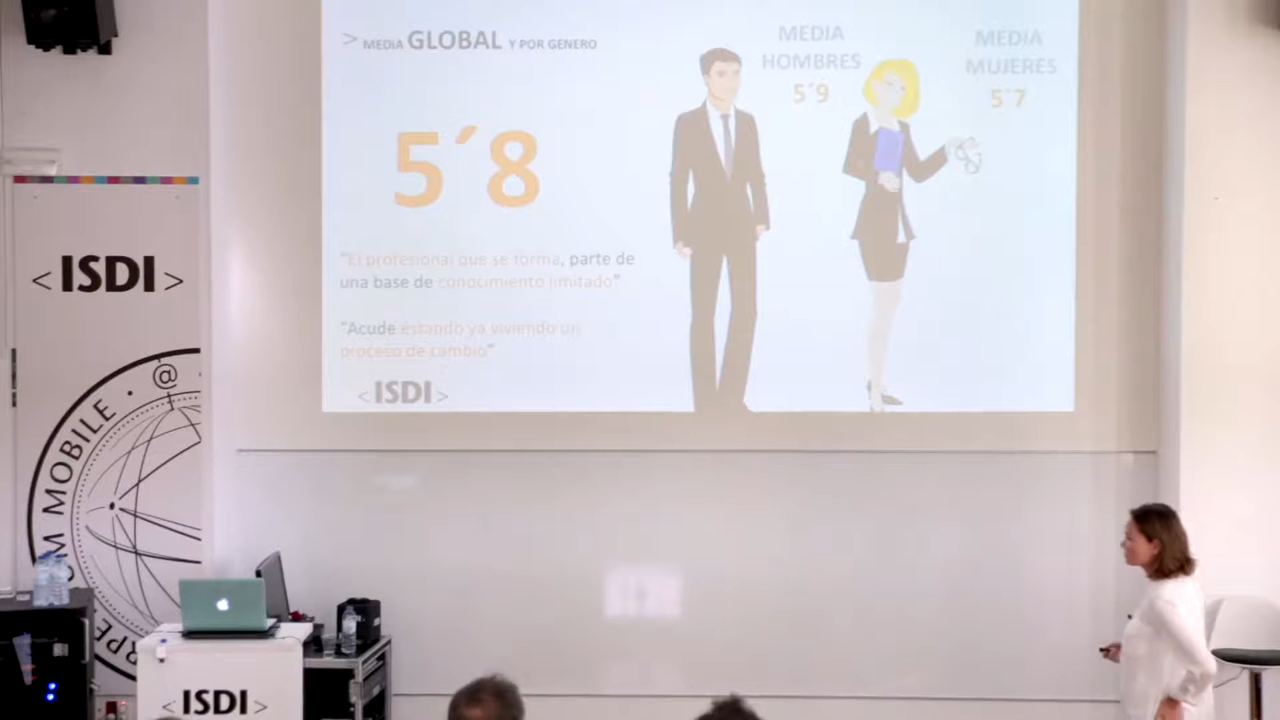 > MEDIA GLOBAL Y POR GENERO
MEDIA
HOMBRES
5´9
MEDIA
MUJERES
5´7
5´8
"El profesional que se forma, parte de
una base de conocimiento limitado"
"Acude estando ya viviendo un
proceso de cambio"
<ISDI>
<ISDI>
M MOBILE · @
<ISDI>